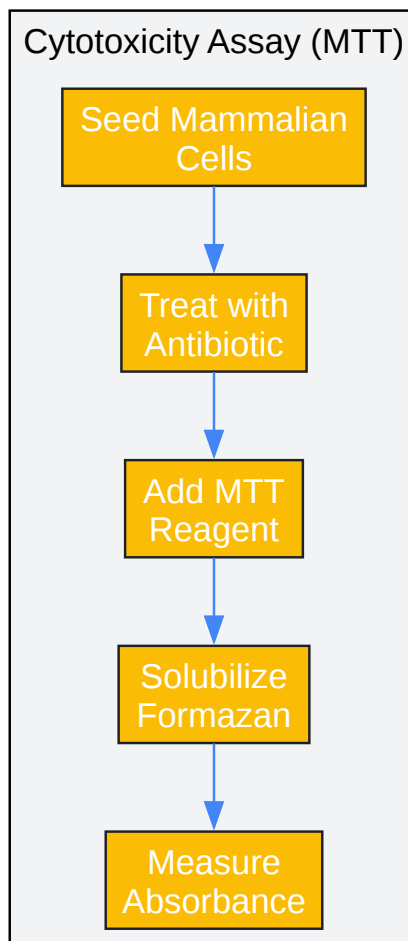 Cytotoxicity Assay (MTT)
Seed Mammalian
Cells
Treat with
Antibiotic
Add MTT
Reagent
Solubilize
Formazan
Measure
Absorbance